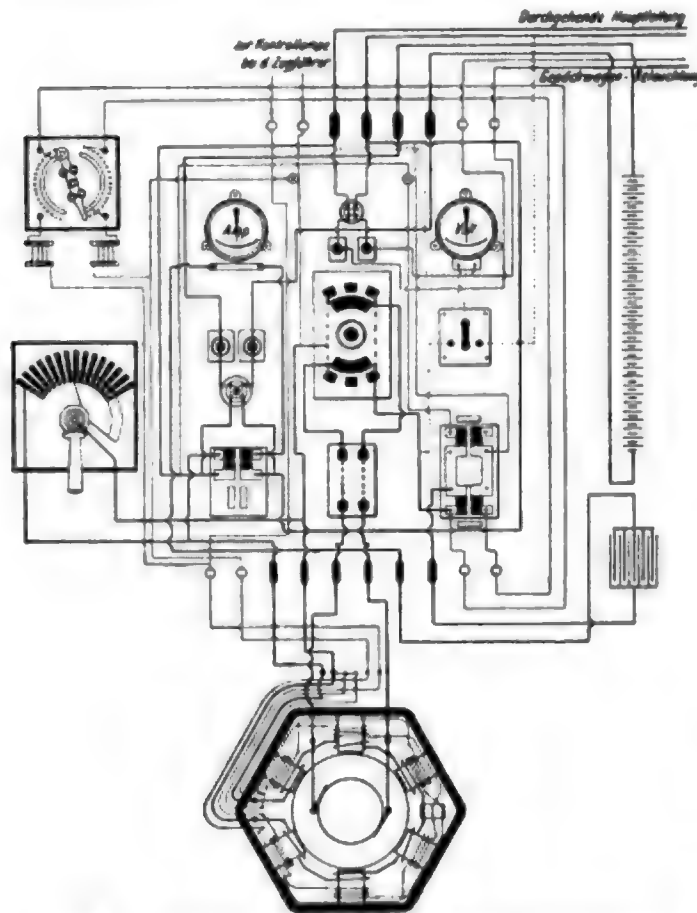 Durchgehende Hauptleitung
zur Kontrollampe
bei d. Zugführer
Gepäckwagen-Beleuchtung
Amp
Volt